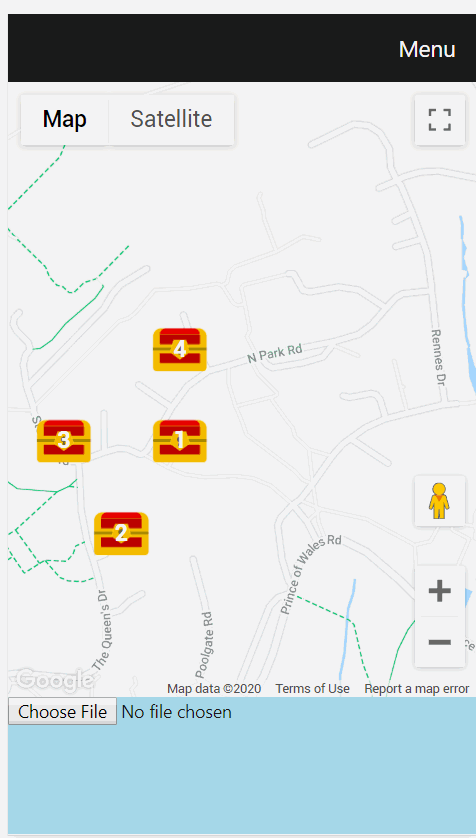 Menu
Map Satellite
4
N Park Rd
Rennes Dr
3
1
2
Prince of Wales Rd
The Queen's Dr
Poolgate Rd
Google
Map data ©2020 Terms of Use Report a map error
Choose File No file chosen